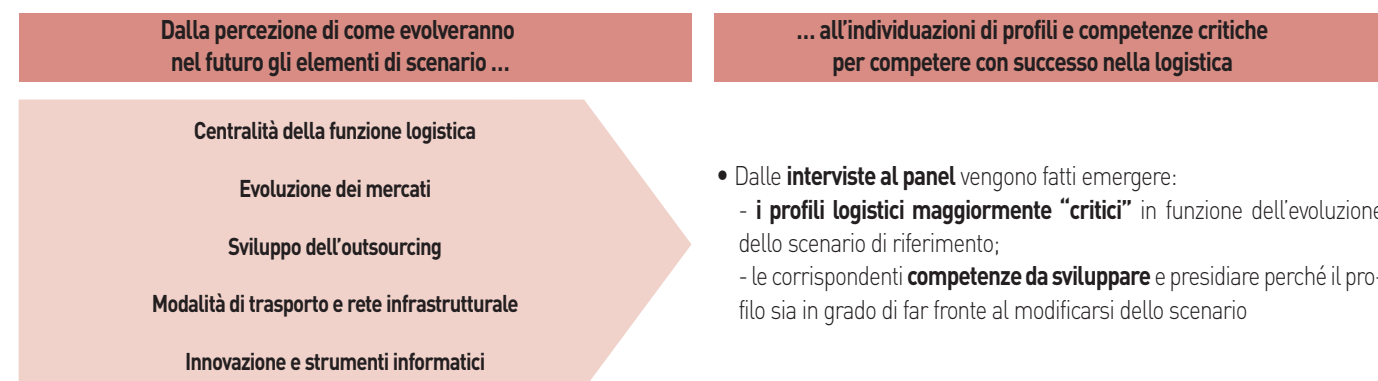 Dalla percezione di come evolveranno
nel futuro gli elementi di scenario ...
... all'individuazioni di profili e competenze critiche
per competere con successo nella logistica
Centralità della funzione logistica
Evoluzione dei mercati
Sviluppo dell'outsourcing
Modalità di trasporto e rete infrastrutturale
Innovazione e strumenti informatici
• Dalle interviste al panel vengono fatti emergere:
- i profili logistici maggiormente “critici” in funzione dell'evoluzione
dello scenario di riferimento;
- le corrispondenti competenze da sviluppare e presidiare perché il pro-
filo sia in grado di far fronte al modificarsi dello scenario